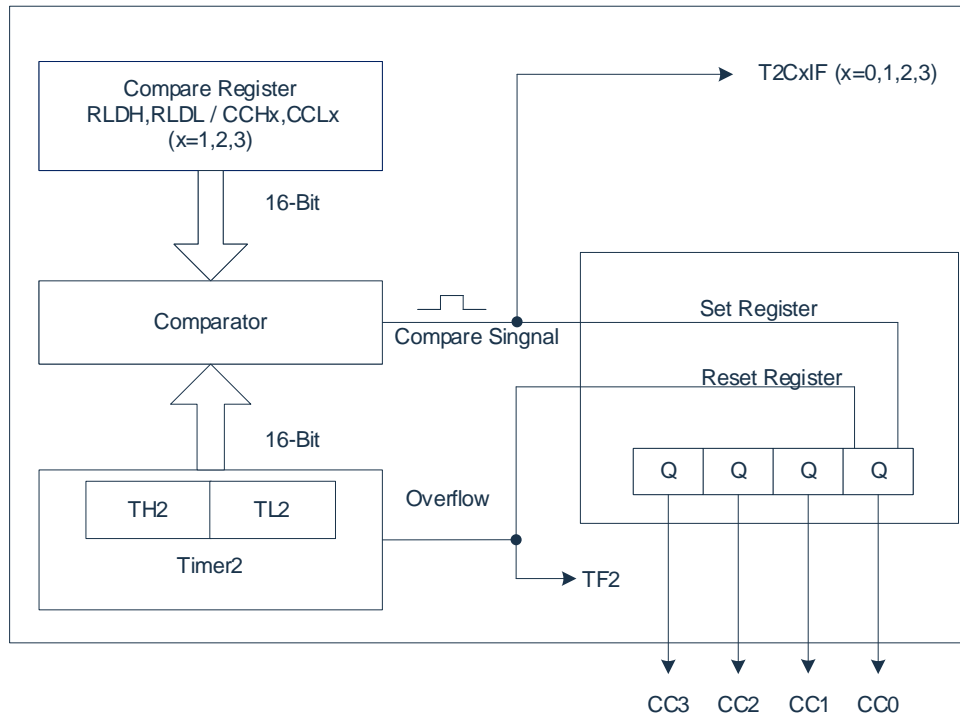 Compare Register
RLDH,RLDL / CCHx,CCLx
(x=1,2,3)
T2CxIF (x=0,1,2,3)
16-Bit
Comparator
Compare Singnal
Set Register
Reset Register
16-Bit
TH2
TL2
Timer2
Overflow
TF2
Q
Q
Q
Q
CC3
CC2
CC1
CC0